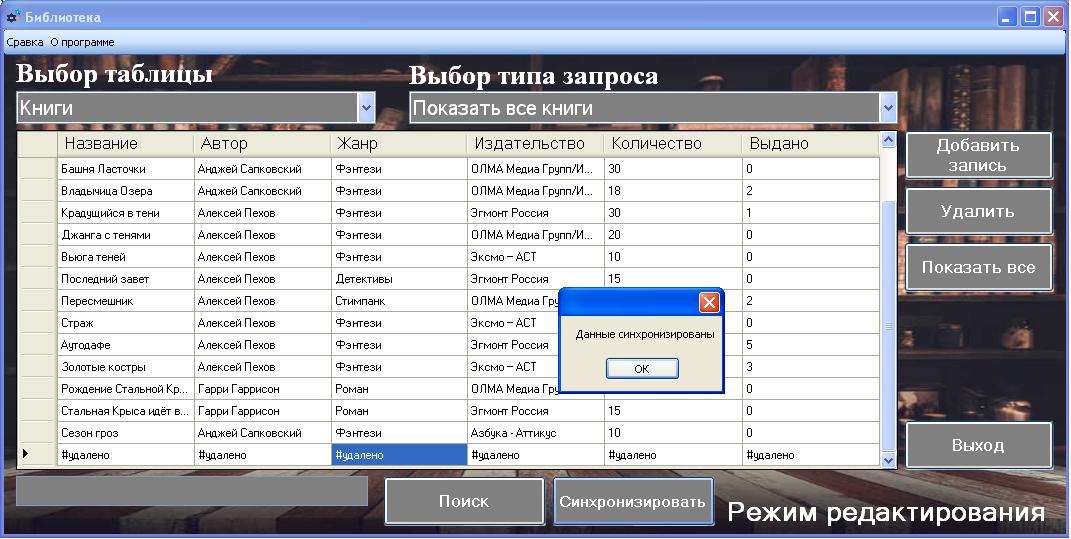 Библиотека
Сравка О программе
Выбор таблицы Выбор типа запроса
Книги Показать все книги
Название Автор Жанр Издательство Количество Выдано
Башня Ласточки Анджей Сапковский Фэнтези ОЛМА Медиа Групп/И... 30 0
Владычица Озера Анджей Сапковский Фэнтези ОЛМА Медиа Групп/И... 18 2
Крадущийся в тени Алексей Пехов Фэнтези Эгмонт Россия 30 1
Джанга с тенями Алексей Пехов Фэнтези ОЛМА Медиа Групп/И... 20 0
Вьюга теней Алексей Пехов Фэнтези Эксмо – АСТ 10 0
Последний завет Алексей Пехов Детективы Эгмонт Россия 15 0
Пересмешник Алексей Пехов Стимпанк ОЛМА Медиа Гру 2
Страж Алексей Пехов Фэнтези Эксмо – АСТ 0
Аутодафе Алексей Пехов Фэнтези Эгмонт Россия 5
Золотые костры Алексей Пехов Фэнтези Эксмо – АСТ 3
Рождение Стальной Кр... Гарри Гаррисон Роман ОЛМА Медиа Гру 0
Стальная Крыса идёт в... Гарри Гаррисон Роман Эгмонт Россия 15 0
Сезон гроз Анджей Сапковский Фэнтези Азбука - Аттикус 10 0
#удалено #удалено #удалено #удалено #удалено #удалено
Данные синхронизированы
OK
Добавить
запись
Удалить
Показать все
Выход
Поиск Синхронизировать
Режим редактирования